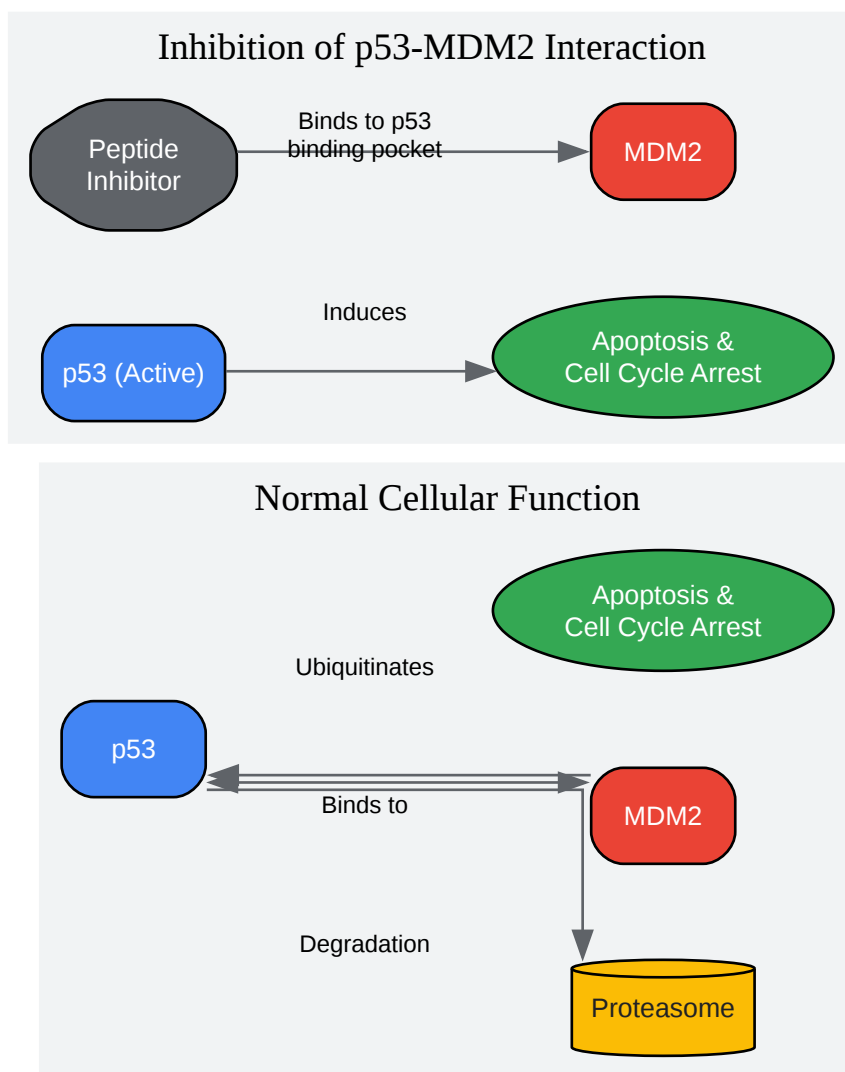 Inhibition of p53-MDM2 Interaction
Binds to p53
binding pocket
Peptide
Inhibitor
MDM2
Induces
p53 (Active)
Apoptosis &
Cell Cycle Arrest
Normal Cellular Function
Apoptosis &
Cell Cycle Arrest
Ubiquitinates
p53
Binds to
MDM2
Degradation
Proteasome